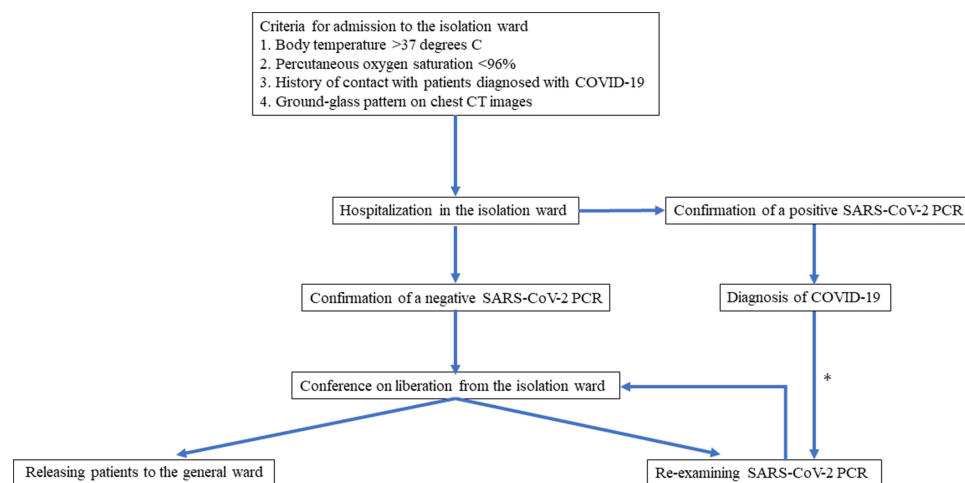 Criteria for admission to the isolation ward
1. Body temperature >37 degrees C
2. Percutaneous oxygen saturation <96%
3. History of contact with patients diagnosed with COVID-19
4. Ground-glass pattern on chest CT images
Hospitalization in the isolation ward
Confirmation of a positive SARS-CoV-2 PCR
Confirmation of a negative SARS-CoV-2 PCR
Diagnosis of COVID-19
*
Conference on liberation from the isolation ward
Releasing patients to the general ward
Re-examining SARS-CoV-2 PCR